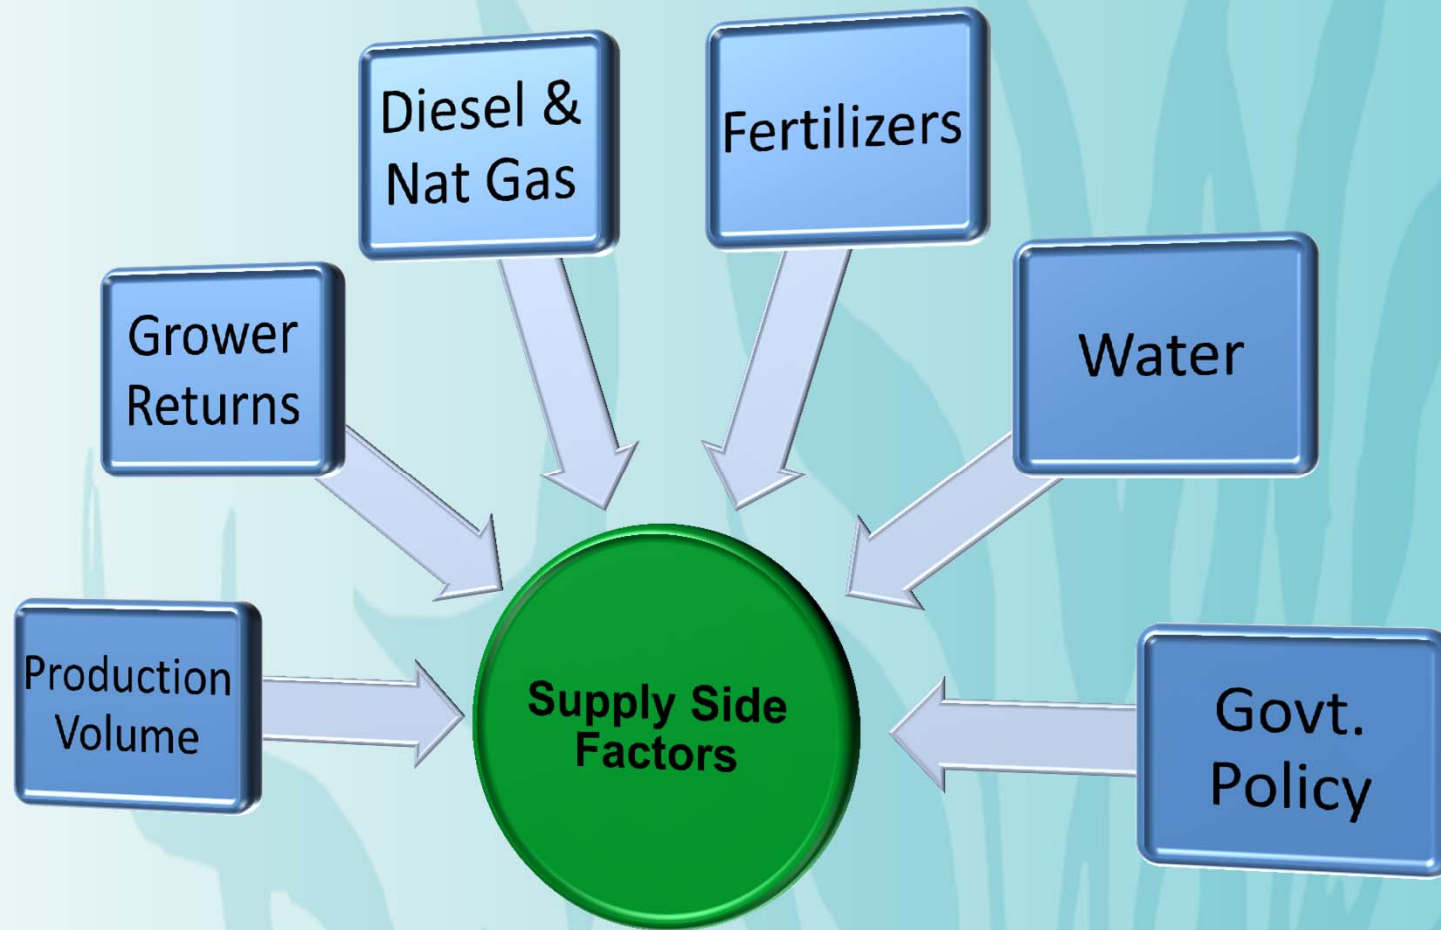 Diesel &
Nat Gas
Fertilizers
Grower
Returns
Water
Production
Volume
Supply Side
Factors
Govt.
Policy